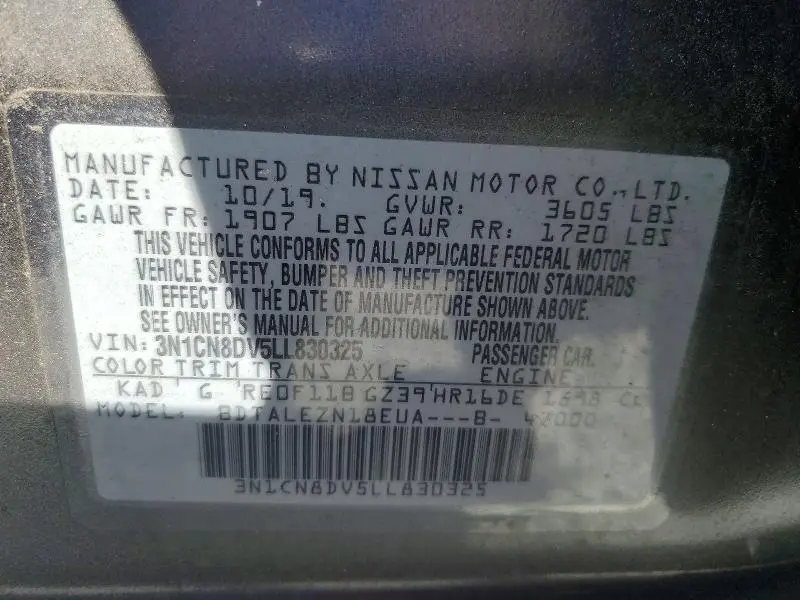 MANUFACTURED BY NISSAN MOTOR CO., LTD.
DATE: 10/19. GVWR: 3605 LBS
GAWR FR: 1907 LBS GAWR RR: 1720 LBS
THIS VEHICLE CONFORMS TO ALL APPLICABLE FEDERAL MOTOR
VEHICLE SAFETY, BUMPER AND THEFT PREVENTION STANDARDS
IN EFFECT ON THE DATE OF MANUFACTURE SHOWN ABOVE.
SEE OWNER'S MANUAL FOR ADDITIONAL INFORMATION.
VIN: 3N1CN8DV5LL830325 PASSENGER CAR.
COLOR TRIM TRANS AXLE ENGINE
KAD G RE0F11B GZ39 HR16DE 1598 CC
MODEL: BDTALEZN18EUA---B-
3N1CN8DV5LL830325